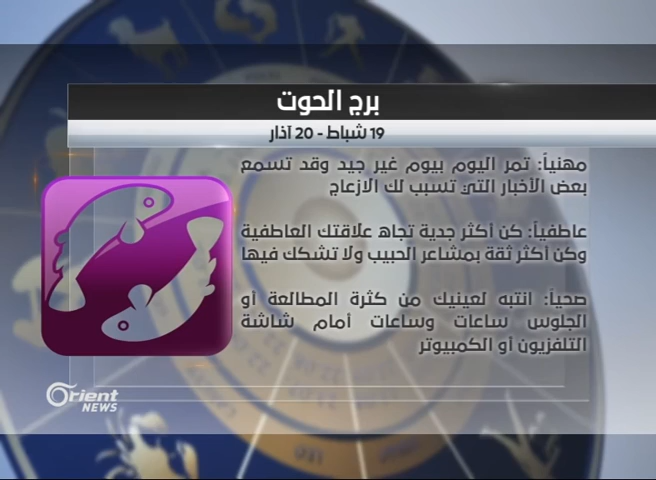 برج الحوت
19 شباط - 20 آذار
مهنياً: تمر اليوم بيوم غير جيد وقد تسمع
بعض الأخبار التي تسبب لك الازعاج
عاطفياً: كن أكثر جدية تجاه علاقتك العاطفية
وكن أكثر ثقة بمشاعر الحبيب ولا تشكك فيها
صحياً: انتبه لعينيك من كثرة المطالعة أو
الجلوس ساعات وساعات أمام شاشة
التلفزيون أو الكمبيوتر
Orient
NEWS